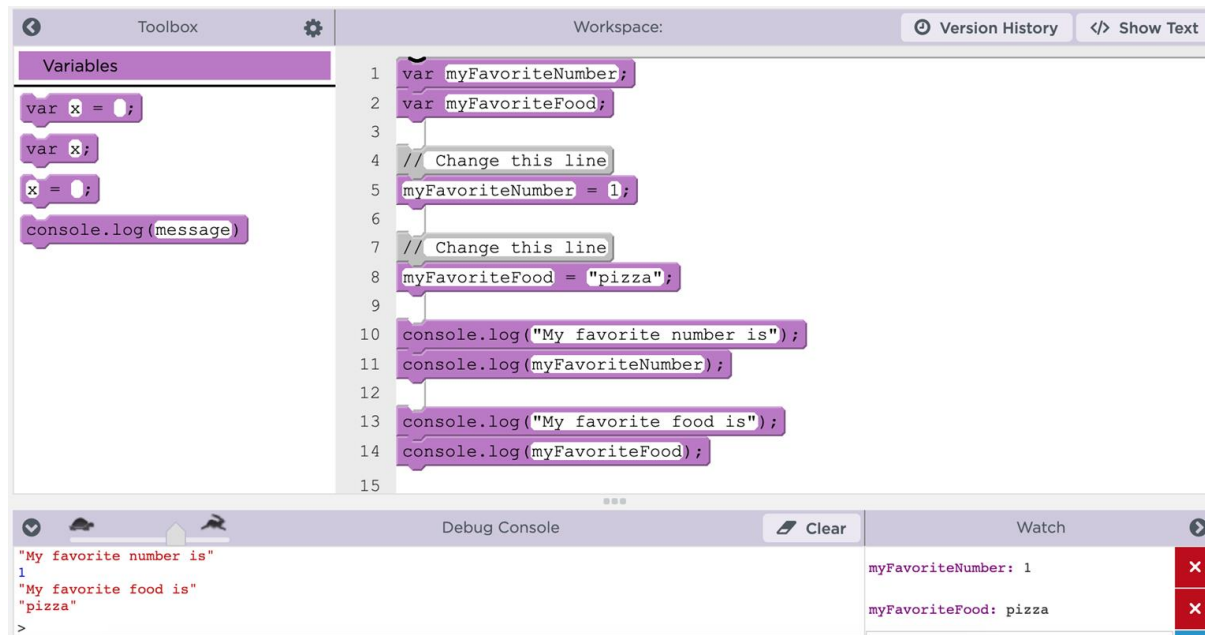 Toolbox
Workspace:
Version History
</> Show Text
Variables
var x = ;
var x;
x = ;
console.log(message)
1 var myFavoriteNumber;
2 var myFavoriteFood;
3
4 // Change this line
5 myFavoriteNumber = 1;
6
7 // Change this line
8 myFavoriteFood = "pizza";
9
10 console.log("My favorite number is");
11 console.log(myFavoriteNumber);
12
13 console.log("My favorite food is");
14 console.log(myFavoriteFood);
15
Debug Console
Clear
Watch
"My favorite number is"
1
"My favorite food is"
"pizza"
>
myFavoriteNumber: 1
myFavoriteFood: pizza